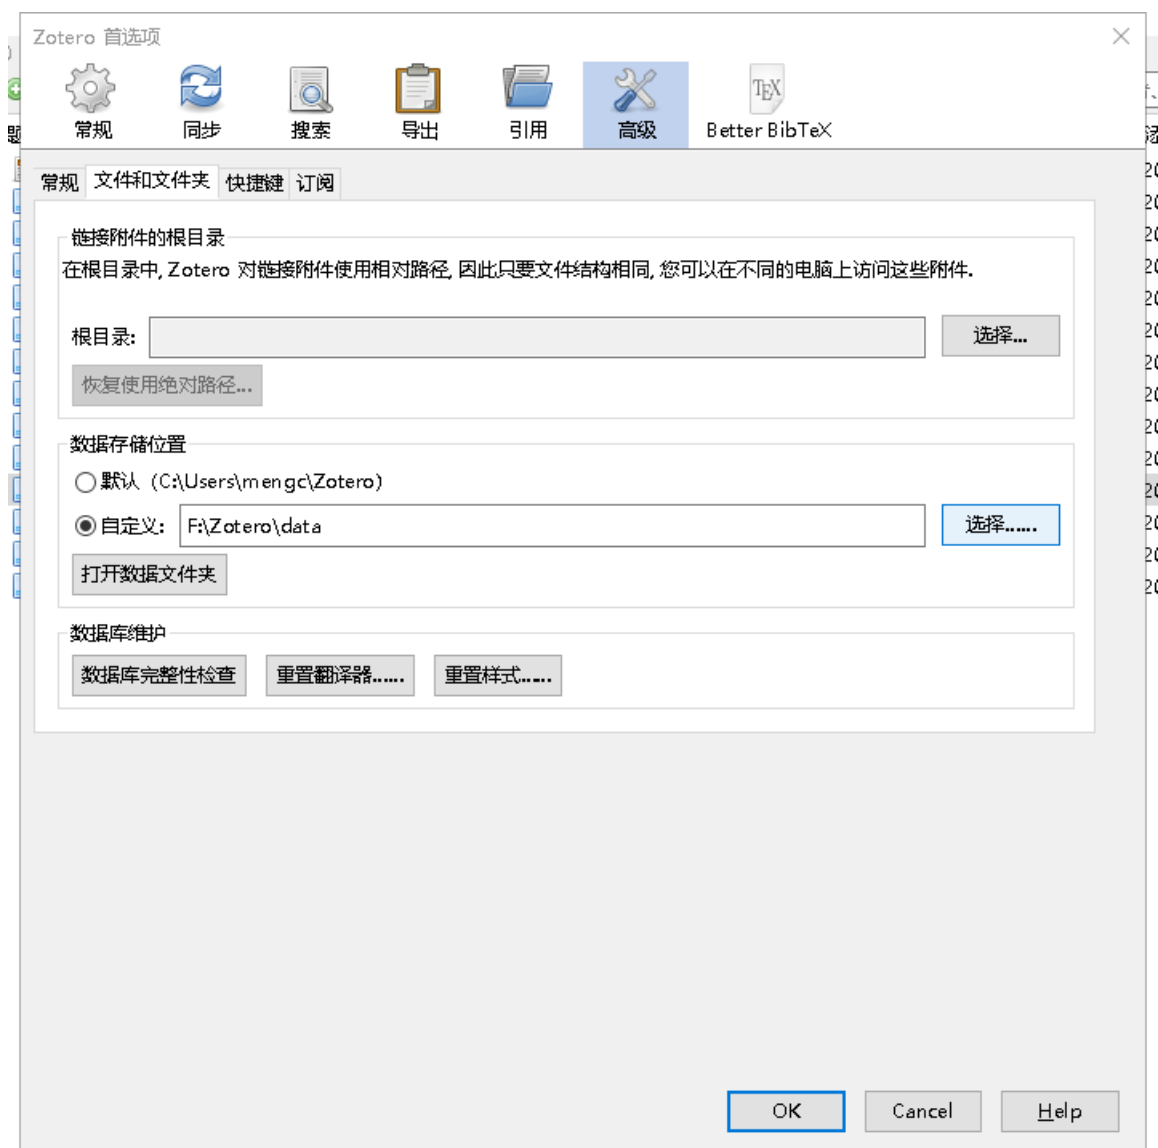 Zotero 首选项
常规 同步 搜索 导出 引用 高级 Better BibTeX
TEX
常规 文件和文件夹 快捷键 订阅
链接附件的根目录
在根目录中, Zotero 对链接附件使用相对路径, 因此只要文件结构相同, 您可以在不同的电脑上访问这些附件.
根目录: 选择...
恢复使用绝对路径...
数据存储位置
默认 (C:\Users\mengc\Zotero)
自定义: F:\Zotero\data 选择......
打开数据文件夹
数据库维护
数据库完整性检查 重置翻译器...... 重置样式......
OK Cancel Help